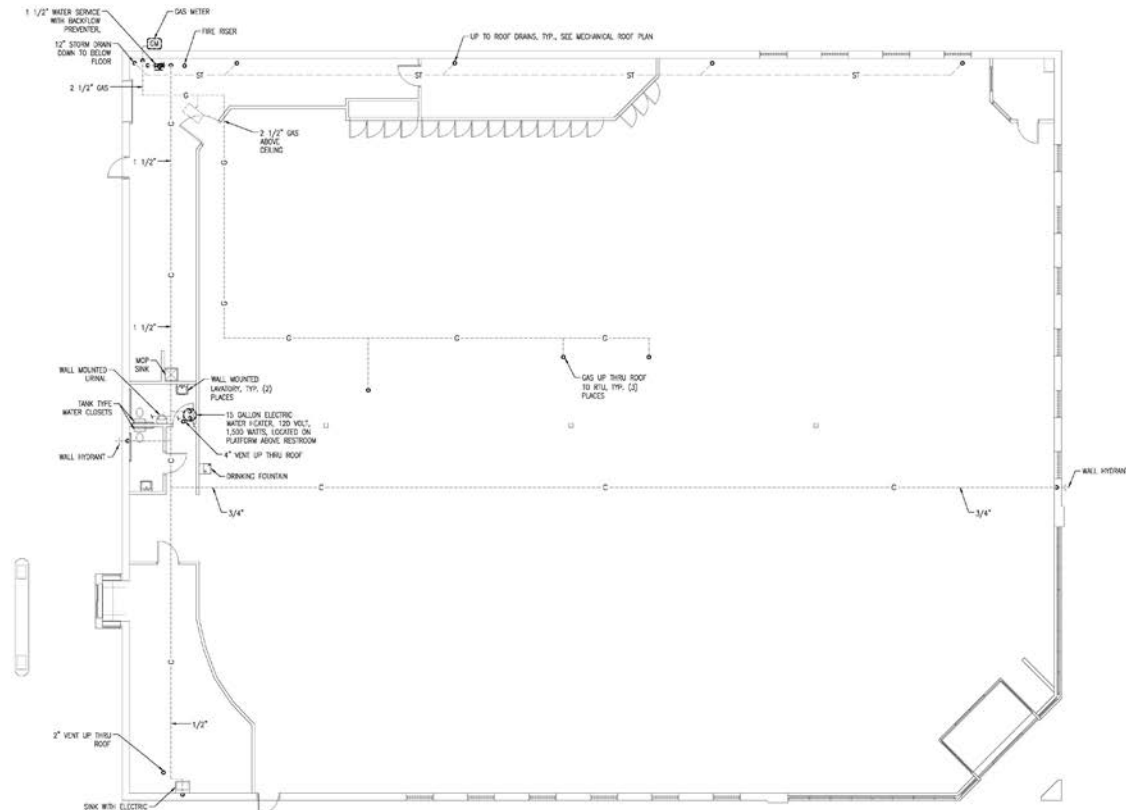 1 1/2" WATER SERVICE
WITH BACKFLOW
PREVENTER,
GAS METER
GM
FIRE RISER
12" STORM DRAIN
DOWN TO BELOW
FLOOR
UP TO ROOF DRAINS, TYP., SEE MECHANICAL ROOF PLAN
ST
ST
ST
ST
2 1/2" GAS
G
2 1/2" GAS
ABOVE
CEILING
C
1 1/2"
G
C
G
1 1/2"
G
G
G
MOP
SINK
WALL MOUNTED
URINAL
WALL MOUNTED
LAVATORY, TYP. (2)
PLACES
GAS UP THRU ROOF
TO RTU, TYP. (3)
PLACES
TANK TYPE
WATER CLOSETS
15 GALLON ELECTRIC
WATER HEATER, 120 VOLT,
1,500 WATTS, LOCATED ON
PLATFORM ABOVE RESTROOM
4" VENT UP THRU ROOF
WALL HYDRANT
C
DRINKING FOUNTAIN
WALL HYDRANT
C
C
C
3/4"
3/4"
C
1/2"
2" VENT UP THRU
ROOF
SINK WITH ELECTRIC